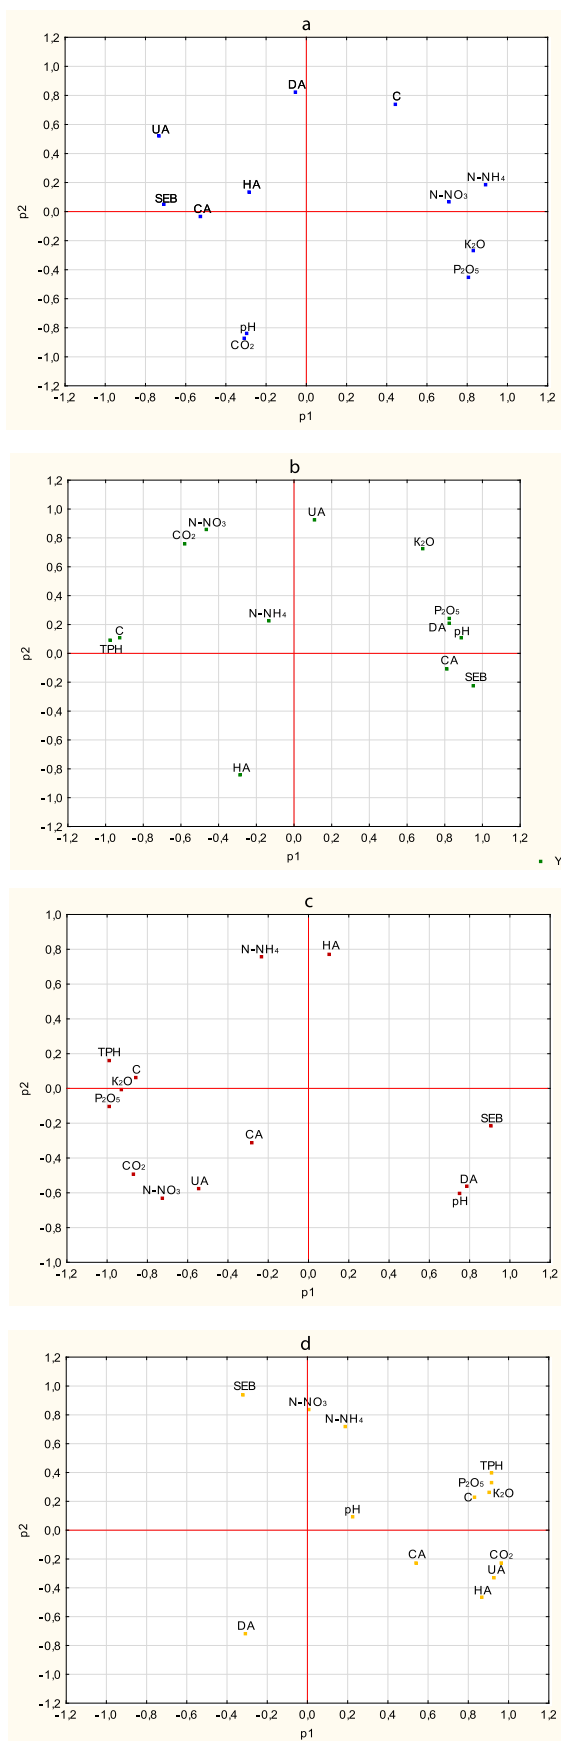 a
1,2
1,0
0,8
0,6
0,4
0,2
0,0
-0,2
-0,4
-0,6
-0,8
-1,0
-1,2
p2
DA
C
UA
N-NH₄
HA
N-NO₃
SEB
CA
K₂O
P₂O₅
pH
CO₂
-1,2 -1,0 -0,8 -0,6 -0,4 -0,2 0,0 0,2 0,4 0,6 0,8 1,0 1,2
p1
b
1,2
1,0
0,8
0,6
0,4
0,2
0,0
-0,2
-0,4
-0,6
-0,8
-1,0
-1,2
p2
UA
N-NO₃
CO₂
K₂O
N-NH₄
P₂O₅
DA
pH
C
TPH
CA
SEB
HA
-1,2 -1,0 -0,8 -0,6 -0,4 -0,2 0,0 0,2 0,4 0,6 0,8 1,0 1,2
p1
Y
c
1,0
0,8
0,6
0,4
0,2
0,0
-0,2
-0,4
-0,6
-0,8
-1,0
p2
N-NH₄
HA
TPH
C
K₂O
P₂O₅
SEB
CA
CO₂
UA
DA
N-NO₃
pH
-1,2 -1,0 -0,8 -0,6 -0,4 -0,2 0,0 0,2 0,4 0,6 0,8 1,0 1,2
p1
d
1,2
1,0
0,8
0,6
0,4
0,2
0,0
-0,2
-0,4
-0,6
-0,8
-1,0
-1,2
p2
SEB
N-NO₃
N-NH₄
TPH
P₂O₅
K₂O
C
pH
CA
CO₂
UA
HA
DA
-1,2 -1,0 -0,8 -0,6 -0,4 -0,2 0,0 0,2 0,4 0,6 0,8 1,0 1,2
p1